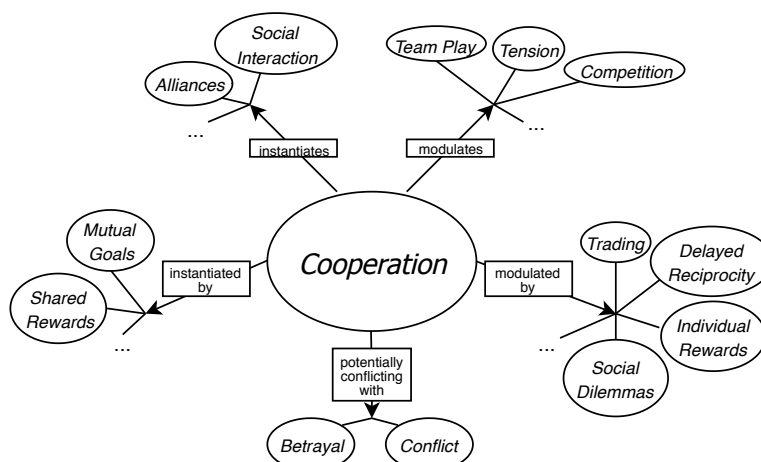 Social
Interaction
Team Play
Tension
Competition
Alliances
...
...
instantiates
modulates
Mutual
Goals
Trading
Delayed
Reciprocity
Cooperation
instantiated
by
modulated
by
Shared
Rewards
Individual
Rewards
...
...
potentially
conflicting
with
Social
Dilemmas
Betrayal
Conflict